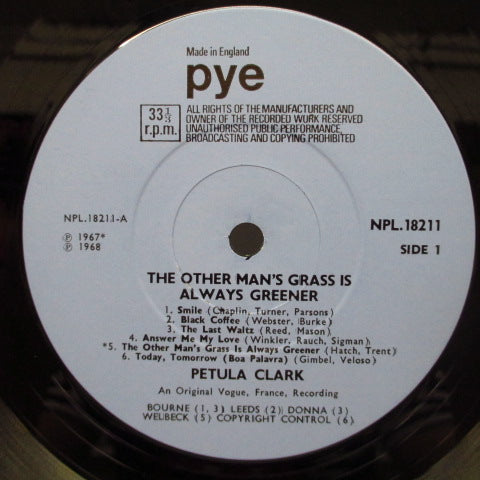 Made in England
pye
33⅓ r.p.m.
ALL RIGHTS OF THE MANUFACTURERS AND
OWNER OF THE RECORDED WORK RESERVED
UNAUTHORISED PUBLIC PERFORMANCE,
BROADCASTING AND COPYING PROHIBITED
NPL.18211-A
℗ 1967*
℗ 1968
NPL.18211
SIDE 1
THE OTHER MAN'S GRASS IS
ALWAYS GREENER
1. Smile (Chaplin, Turner, Parsons)
2. Black Coffee (Webster, Burke)
3. The Last Waltz (Reed, Mason)
4. Answer Me My Love (Winkler, Rauch, Sigman)
*5. The Other Man's Grass Is Always Greener (Hatch, Trent)
6. Today, Tomorrow (Boa Palavra) (Gimbel, Veloso)
PETULA CLARK
An Original Vogue, France, Recording
BOURNE (1, 3) LEEDS (2) DONNA (3)
WELBECK (5) COPYRIGHT CONTROL (6)